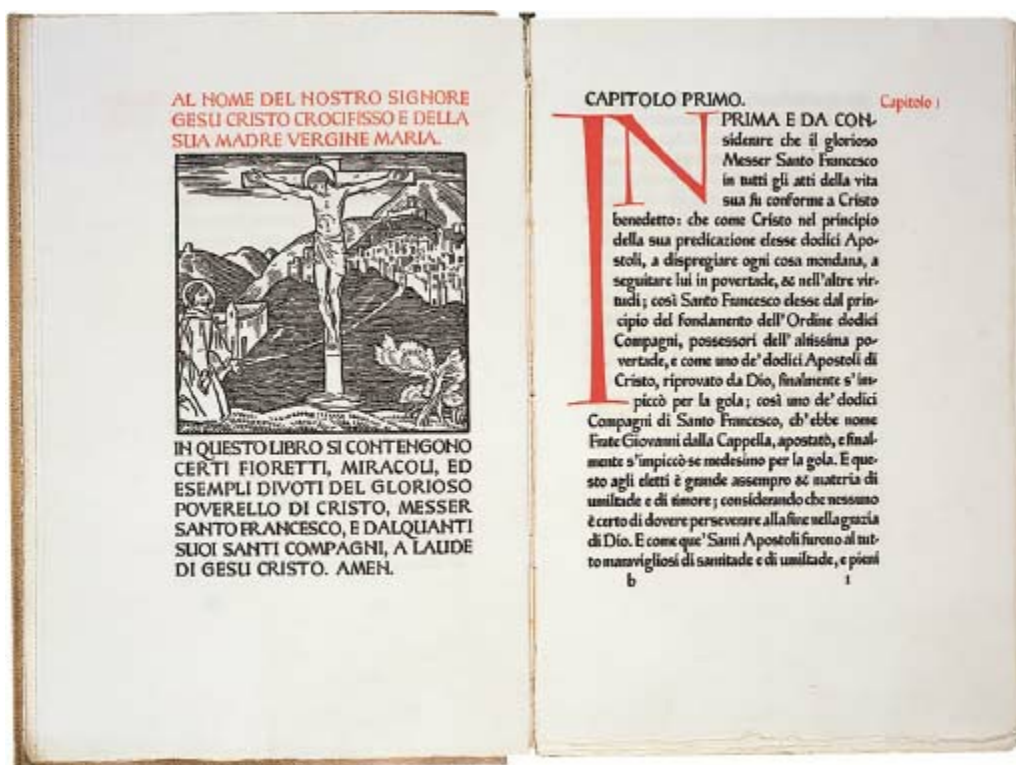 AL NOME DEL NOSTRO SIGNORE
GESU CRISTO CROCIFISSO E DELLA
SUA MADRE VERGINE MARIA.
IN QUESTO LIBRO SI CONTENGONO
CERTI FIORETTI, MIRACOLI, ED
ESEMPLI DIVOTI DEL GLORIOSO
POVERELLO DI CRISTO, MESSER
SANTO FRANCESCO, E DALQUANTI
SUOI SANTI COMPAGNI, A LAUDE
DI GESU CRISTO. AMEN.
CAPITOLO PRIMO.
Capitolo 1
IN PRIMA E DA CON-
siderare che il glorioso
Messer Santo Francesco
in tutti gli atti della vita
sua fu conforme a Cristo
benedetto: che come Cristo nel principio
della sua predicazione elesse dodici Apo-
stoli, a dispregiare ogni cosa mondana, a
seguitare lui in povertade, & nell'altre vir-
tudi; così Santo Francesco elesse dal prin-
cipio del fondamento dell'Ordine dodici
Compagni, possessori dell'altissima po-
vertade, e come uno de' dodici Apostoli di
Cristo, riprovato da Dio, finalmente s'im-
piccò per la gola; così uno de' dodici
Compagni di Santo Francesco, ch'ebbe nome
Frate Giovanni dalla Cappella, apostatò, e final-
mente s'impiccò se medesimo per la gola. E que-
sto agli eletti è grande assempro & materia di
umiltade e di timore; considerando che nessuno
è certo di dovere perseverare alla fine nella grazia
di Dio. E come que' Santi Apostoli furono al tut-
to maravigliosi di santitade e di umiltade, e pieni
b 1